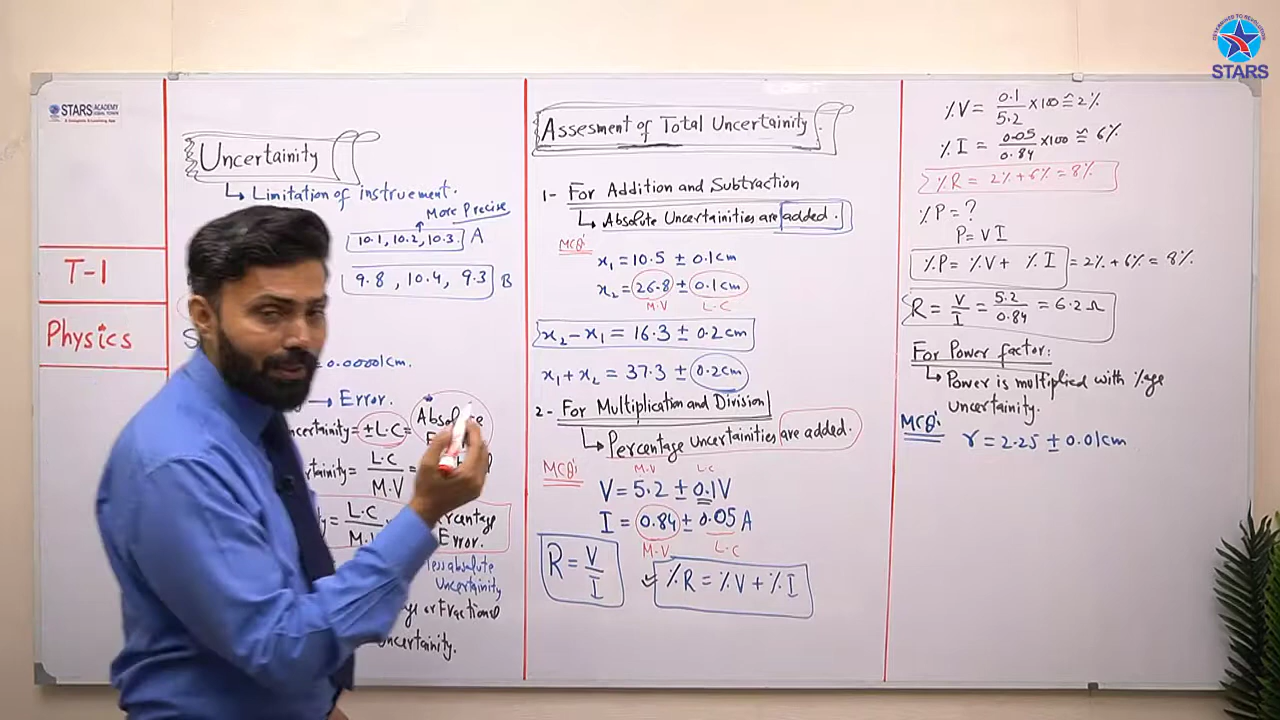 DETERMINED TO REVOLUTION
STARS
STARS ACADEMY
T-1
Physics
Uncertainity
↳ Limitation of instruement.
More Precise
10.1, 10.2, 10.3. A
9.8, 10.4, 9.3 B
S
0.0001cm.
→ Error.
±L.C = Absolute
L.C
M.V
L.C
Error.
less absolute
Uncertainity
or Fractional
Uncertainity.
Assesment of Total Uncertainity
1- For Addition and Subtraction
↳ Absolute Uncertainities are added.
MCQ's
x₁ = 10.5 ± 0.1cm
x₂ = 26.8 ± 0.1cm
M.V L.C
x₂ - x₁ = 16.3 ± 0.2cm
x₁ + x₂ = 37.3 ± 0.2cm
2- For Multiplication and Division
↳ Percentage Uncertainities are added.
MCQ's M.V L.C
V = 5.2 ± 0.1V
I = 0.84 ± 0.05 A
M.V L.C
R = V/I
%R = %V + %I
%V = 0.1/5.2 x100 ≅ 2%
%I = 0.05/0.84 x100 ≅ 6%
%R = 2% + 6% = 8%
%P = ?
P = V I
%P = %V + %I = 2% + 6% = 8%
R = V/I = 5.2/0.84 = 6.2 Ω
For Power factor:
↳ Power is multiplied with %age
Uncertainity.
MCQ's
r = 2.25 ± 0.01cm